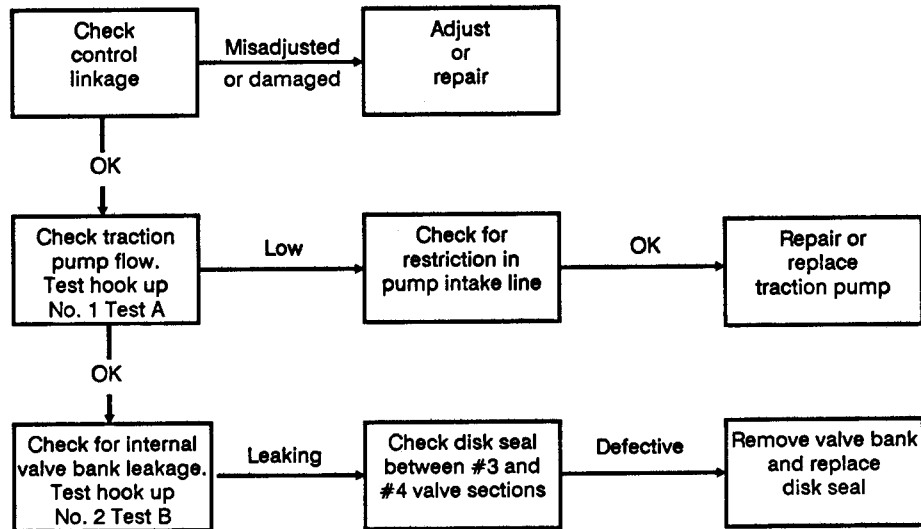 Check
control
linkage
Misadjusted
or damaged
Adjust
or
repair
OK
Check traction
pump flow.
Test hook up
No. 1 Test A
Low
Check for
restriction in
pump intake line
OK
Repair or
replace
traction pump
OK
Check for internal
valve bank leakage.
Test hook up
No. 2 Test B
Leaking
Check disk seal
between #3 and
#4 valve sections
Defective
Remove valve bank
and replace
disk seal